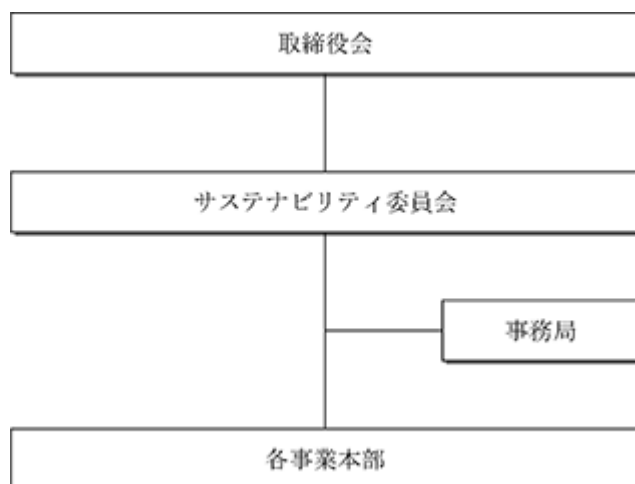 取締役会
サステナビリティ委員会
事務局
各事業本部